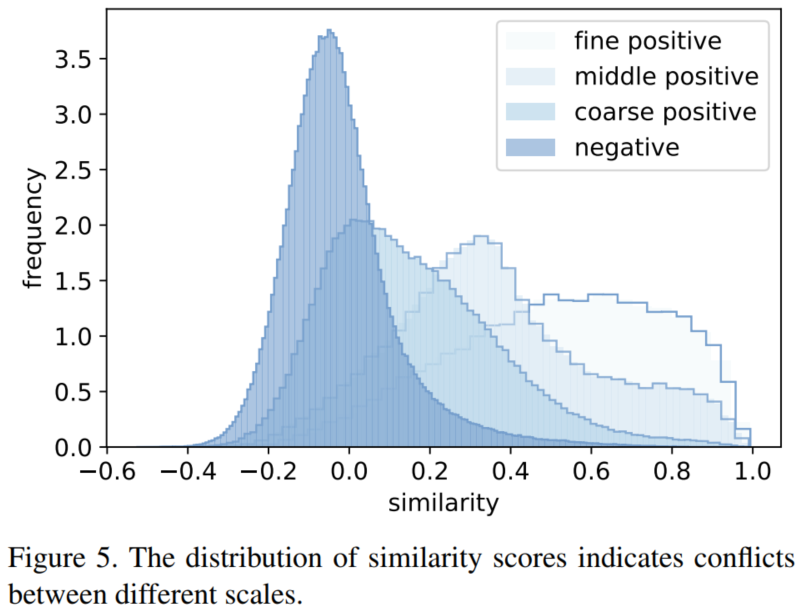 fine positive
middle positive
coarse positive
negative
frequency
3.5
3.0
2.5
2.0
1.5
1.0
0.5
0.0
−0.6 −0.4 −0.2 0.0 0.2 0.4 0.6 0.8 1.0
similarity
Figure 5. The distribution of similarity scores indicates conflicts
between different scales.